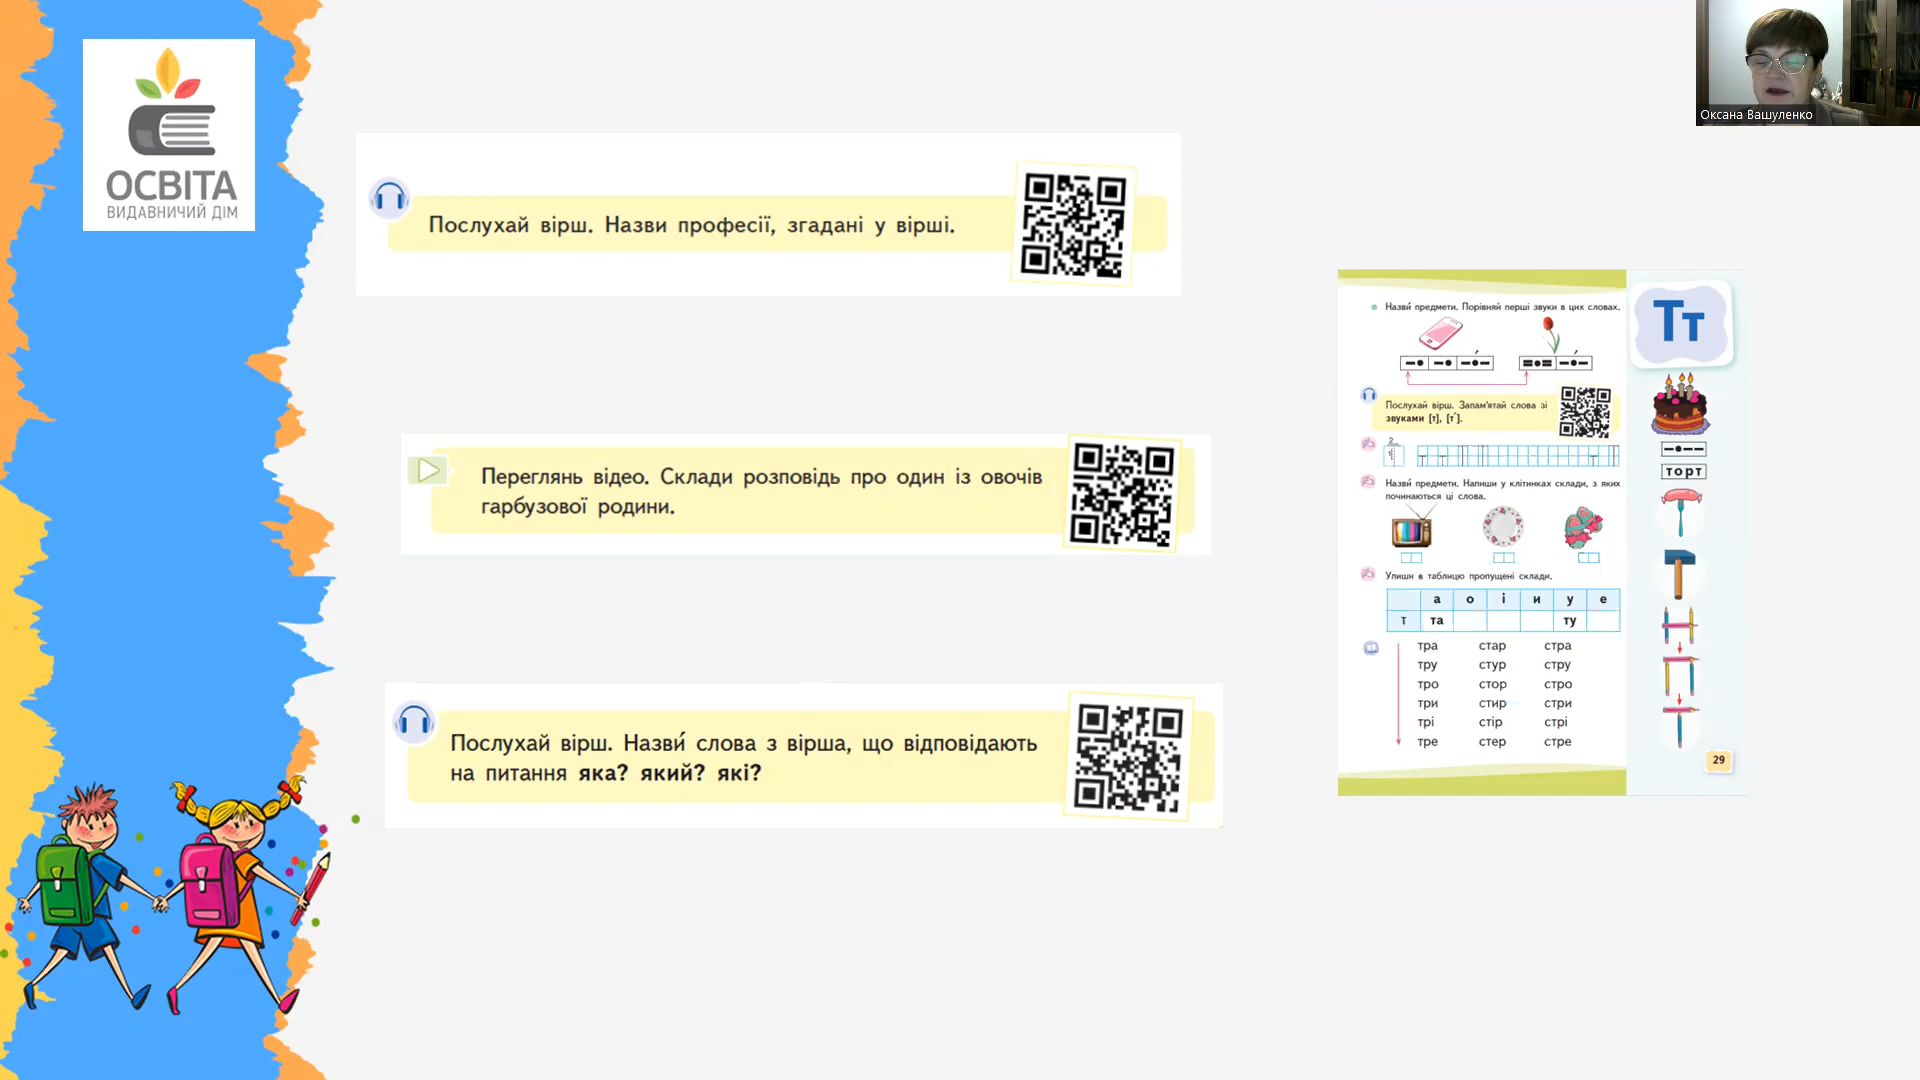 ОСВІТА
ВИДАВНИЧИЙ ДІМ
Оксана Вашуленко
Послухай вірш. Назви професії, згадані у вірші.
Переглянь відео. Склади розповідь про один із овочів
гарбузової родини.
Послухай вірш. Назви́ слова з вірша, що відповідають
на питання яка? який? які?
Назви́ предмети. Порівняй перші звуки в цих словах.
Послухай вірш. Запам'ятай слова зі
звуками [т], [т′].
Назви́ предмети. Напиши у клітинках склади, з яких
починаються ці слова.
Упиши в таблицю пропущені склади.
а о і и у е
т та ту
тра стар стра
тру стур стру
тро стор стро
три стир стри
трі стір стрі
тре стер стре
Тт
торт
29